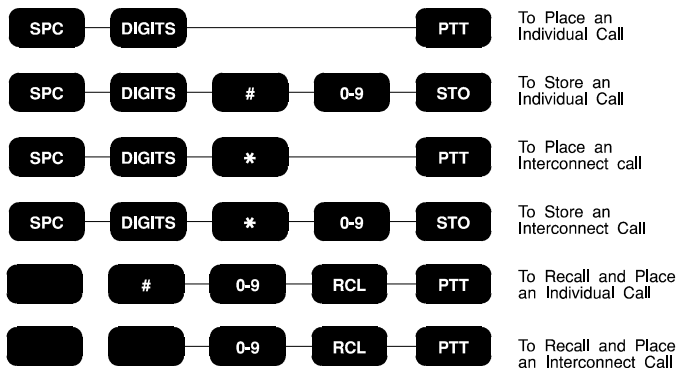 SPC DIGITS PTT To Place an
Individual Call
SPC DIGITS # 0-9 STO To Store an
Individual Call
SPC DIGITS * PTT To Place an
Interconnect call
SPC DIGITS * 0-9 STO To Store an
Interconnect Call
# 0-9 RCL PTT To Recall and Place
an Individual Call
0-9 RCL PTT To Recall and Place
an Interconnect Call